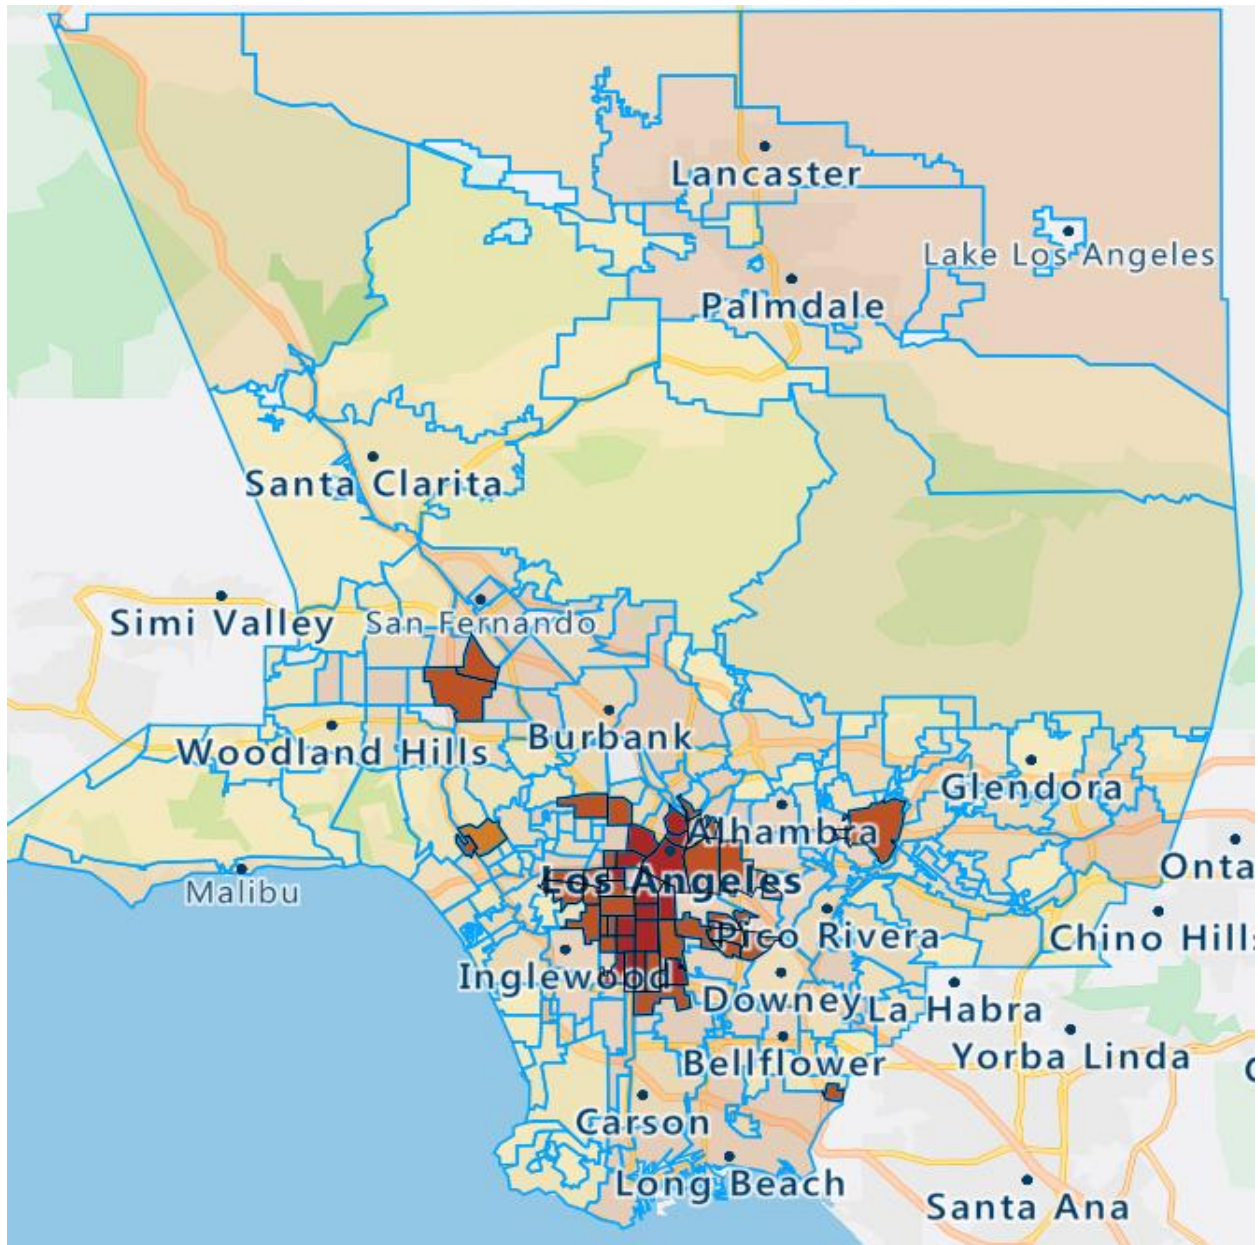 Lancaster
Lake Los Angeles
Palmdale
Santa Clarita
Simi Valley
San Fernando
Burbank
Woodland Hills
Glendora
Alhambra
Onta
Malibu
Los Angeles
Pico Rivera
Chino Hills
Inglewood
Downey
La Habra
Yorba Linda
Bellflower
Carson
Long Beach
Santa Ana